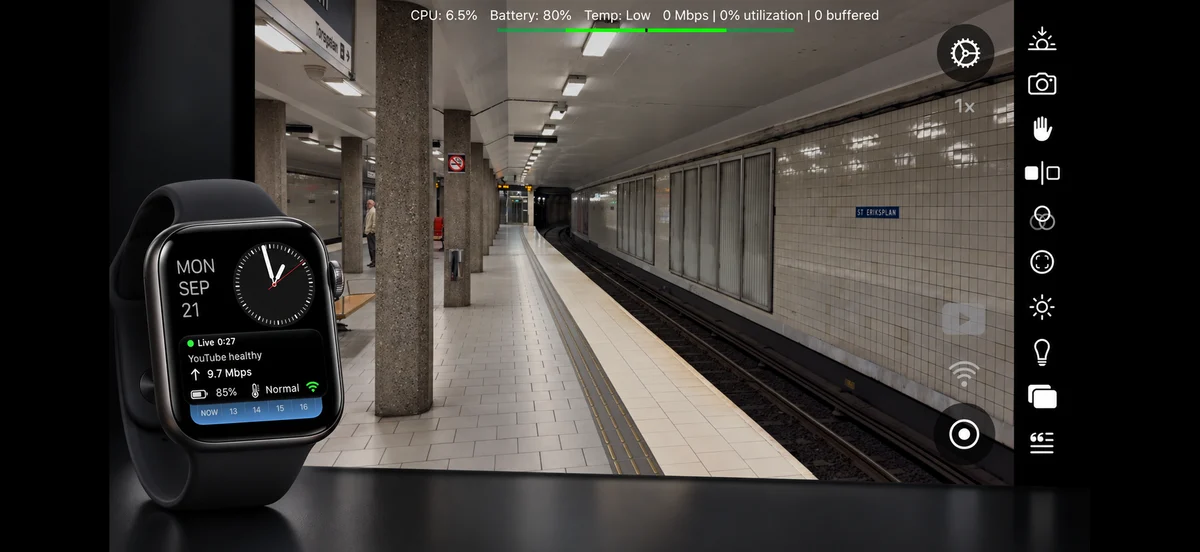 CPU: 6.5% Battery: 80% Temp: Low 0 Mbps | 0% utilization | 0 buffered
Torsplan
1x
ST ERIKSPLAN
MON
SEP
21
Live 0:27
YouTube healthy
↑ 9.7 Mbps
85% Normal
NOW 13 14 15 16